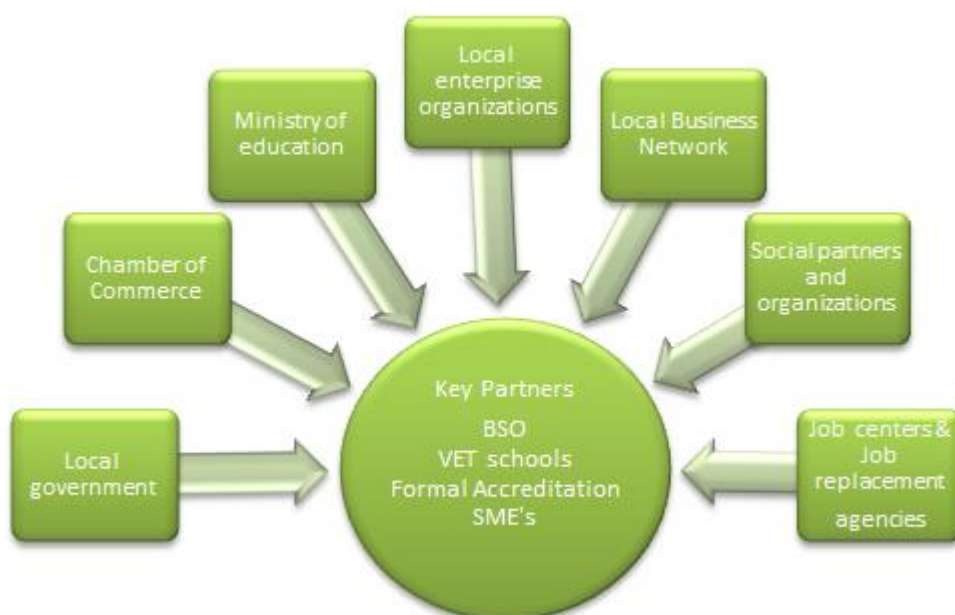 Local
enterprise
organizations
Ministry of
education
Local Business
Network
Chamber of
Commerce
Social partners
and
organizations
Local
government
Key Partners
BSO
VET schools
Formal Accreditation
SME's
Job centers &
Job
replacement
agencies